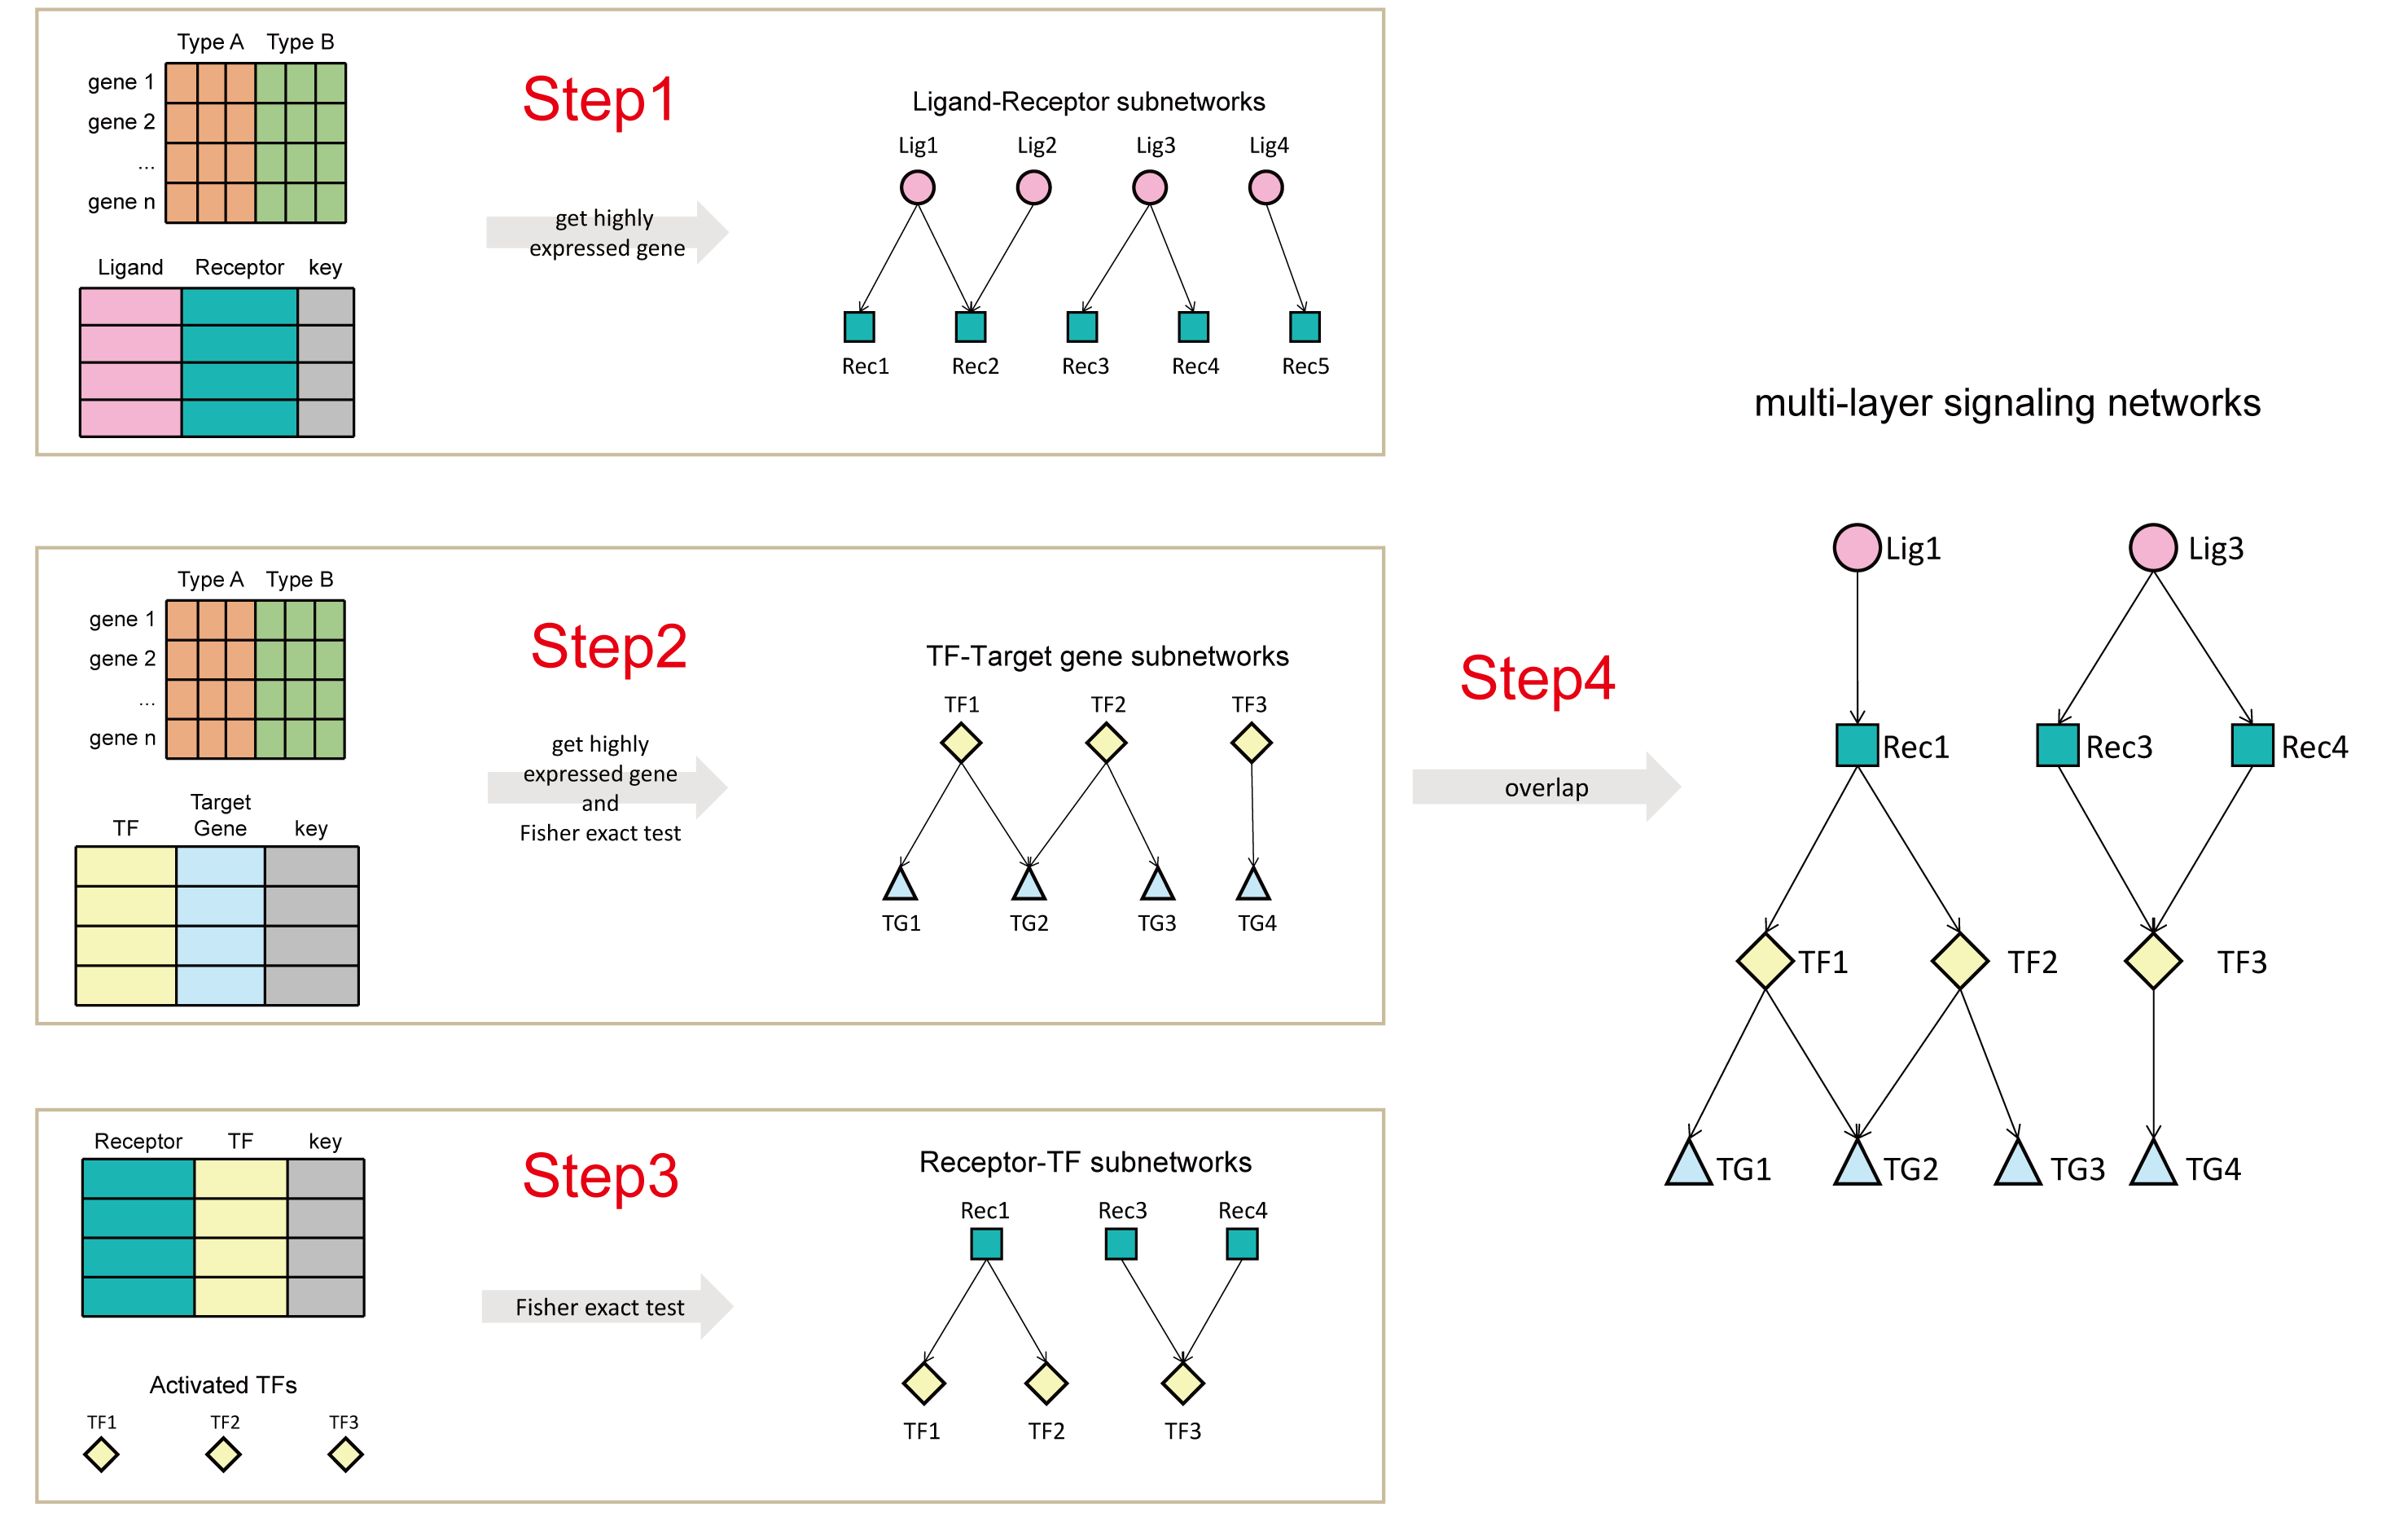 Type A Type B
gene 1
gene 2
...
gene n
Ligand Receptor key
Step1
get highly
expressed gene
Ligand-Receptor subnetworks
Lig1 Lig2 Lig3 Lig4
Rec1 Rec2 Rec3 Rec4 Rec5
Type A Type B
gene 1
gene 2
...
gene n
Target
TF Gene key
Step2
get highly
expressed gene
and
Fisher exact test
TF-Target gene subnetworks
TF1 TF2 TF3
TG1 TG2 TG3 TG4
Receptor TF key
Activated TFs
TF1 TF2 TF3
Step3
Fisher exact test
Receptor-TF subnetworks
Rec1 Rec3 Rec4
TF1 TF2 TF3
Step4
overlap
multi-layer signaling networks
Lig1 Lig3
Rec1 Rec3 Rec4
TF1 TF2 TF3
TG1 TG2 TG3 TG4